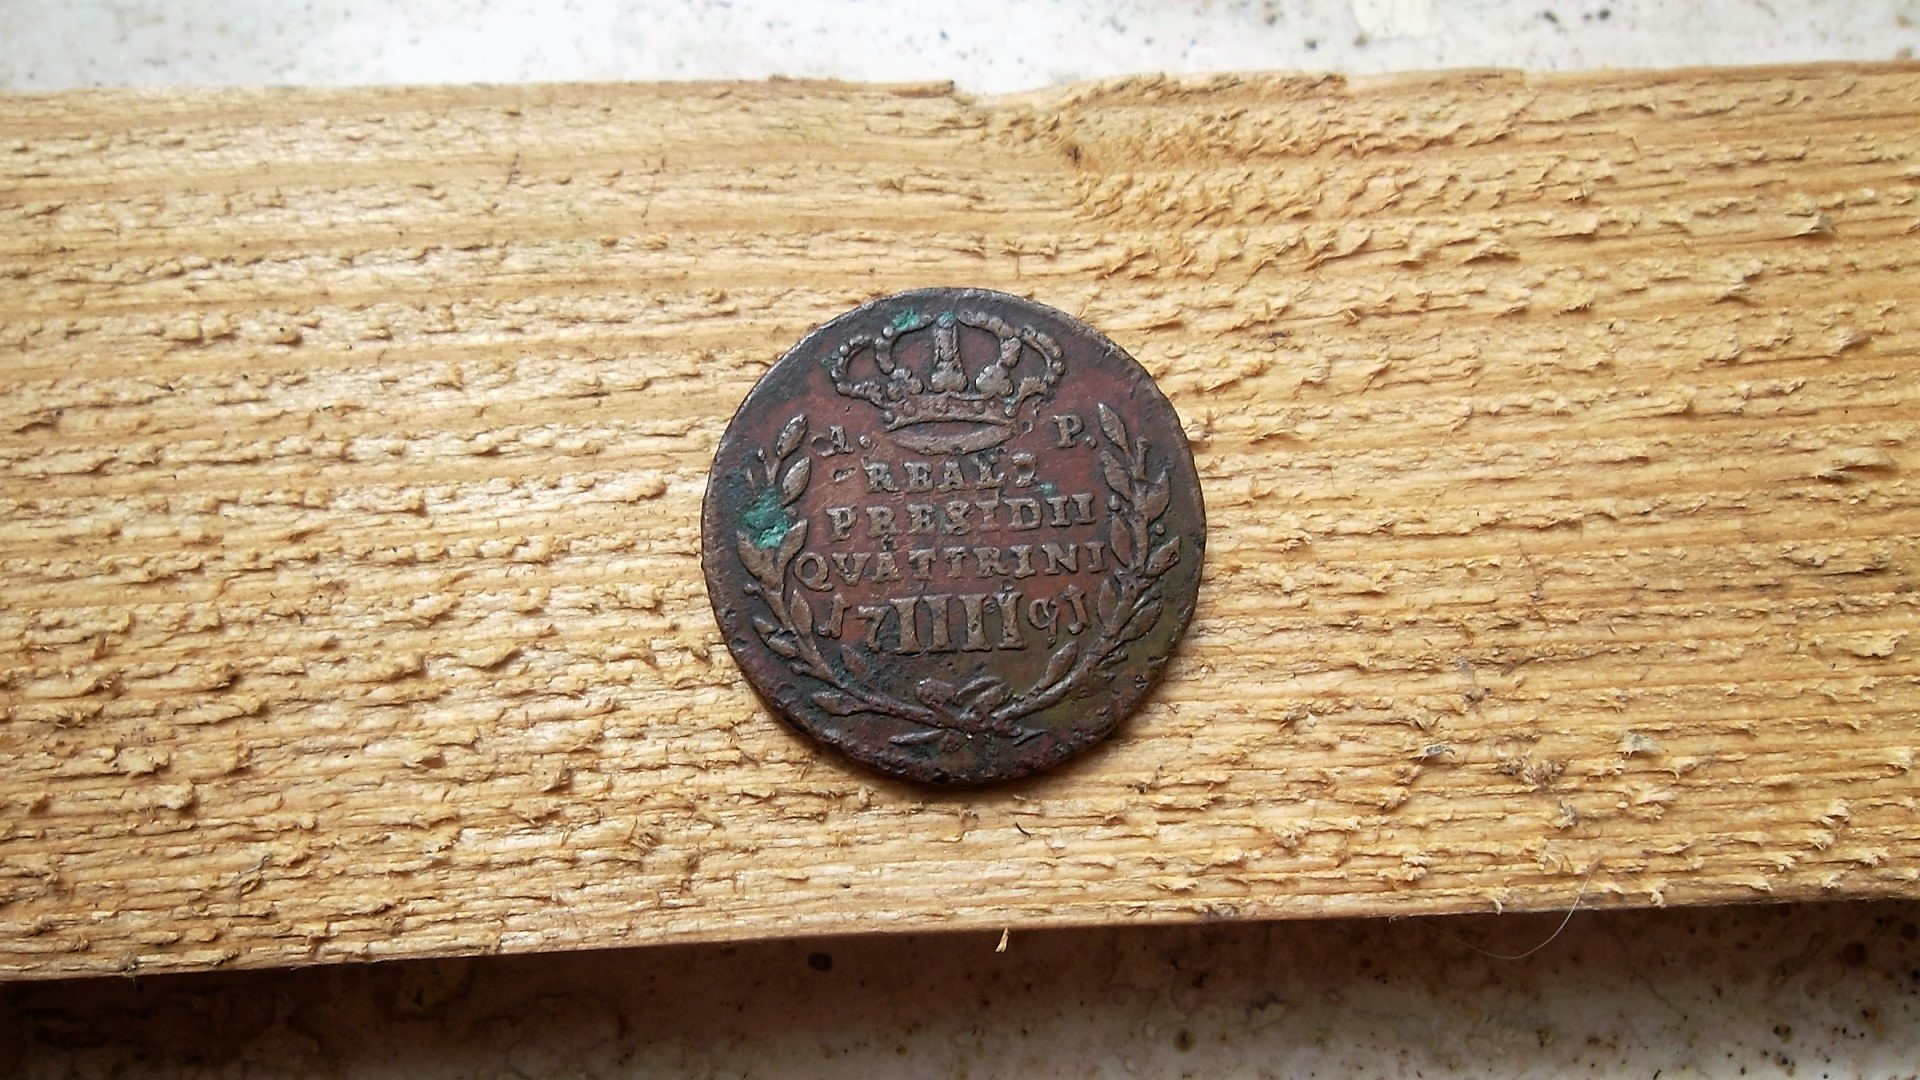 P.
REALI
PRESIDII
QVATTRINI
17 IIII 91